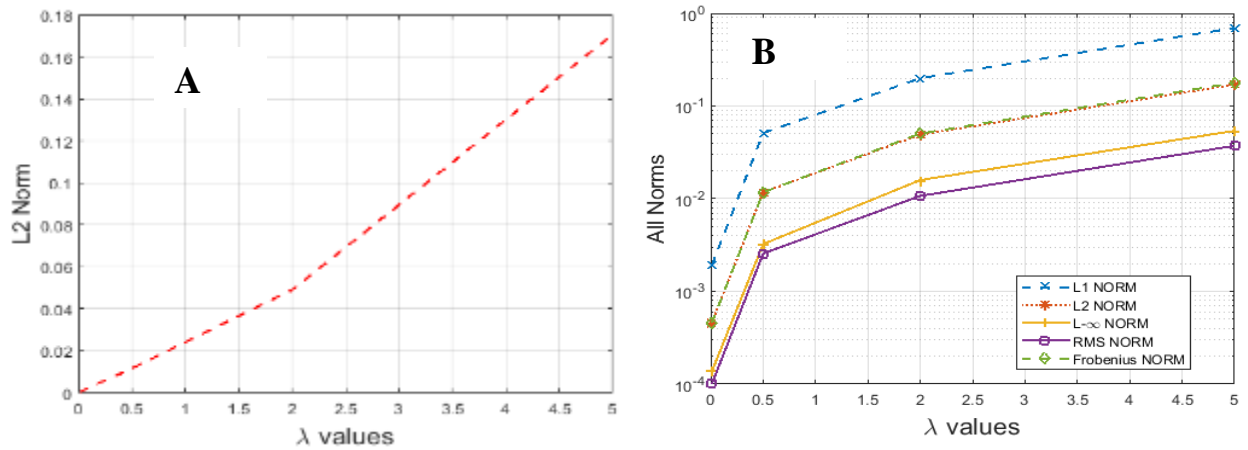 A
L2 Norm
0.18
0.16
0.14
0.12
0.1
0.08
0.06
0.04
0.02
0
0 0.5 1 1.5 2 2.5 3 3.5 4 4.5 5
λ values
B
All Norms
10⁰
10⁻¹
10⁻²
10⁻³
10⁻⁴
L1 NORM
L2 NORM
L-∞ NORM
RMS NORM
Frobenius NORM
0 0.5 1 1.5 2 2.5 3 3.5 4 4.5 5
λ values